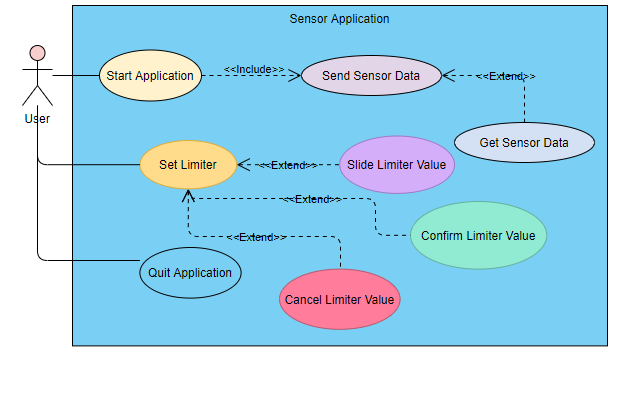 Sensor Application
Start Application
<<Include>>
Send Sensor Data
<<Extend>>
User
Get Sensor Data
Set Limiter
<<Extend>>
Slide Limiter Value
<<Extend>>
Confirm Limiter Value
<<Extend>>
Quit Application
Cancel Limiter Value